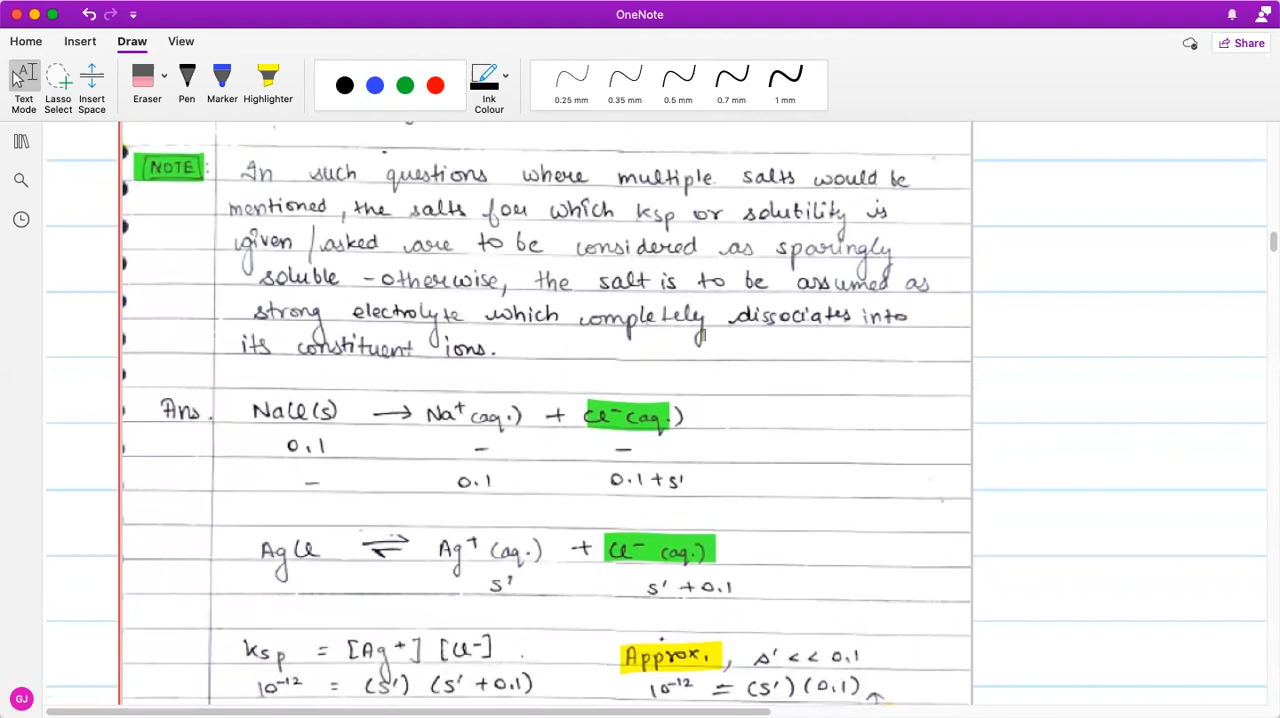 OneNote
Home Insert Draw View
Share
Text Mode
Lasso Select
Insert Space
Eraser
Pen
Marker
Highlighter
Ink Colour
0.25 mm
0.35 mm
0.5 mm
0.7 mm
1 mm
NOTE : In such questions where multiple salts would be
mentioned, the salts for which ksp or solutility is
given / asked are to be considered as sparingly
soluble - otherwise, the salt is to be assumed as
strong electrolyte which completely dissociates into
its constituent ions.
Ans. NaCl(s) → Na⁺(aq.) + Cl⁻(aq.)
0.1 – –
– 0.1 0.1 + s'
AgCl ⇌ Ag⁺ (aq.) + Cl⁻ (aq.)
s' s' + 0.1
ksp = [Ag⁺] [Cl⁻] . Approx. , s' << 0.1
10⁻¹² = (s') (s' + 0.1) 10⁻¹² = (s') (0.1)
GJ